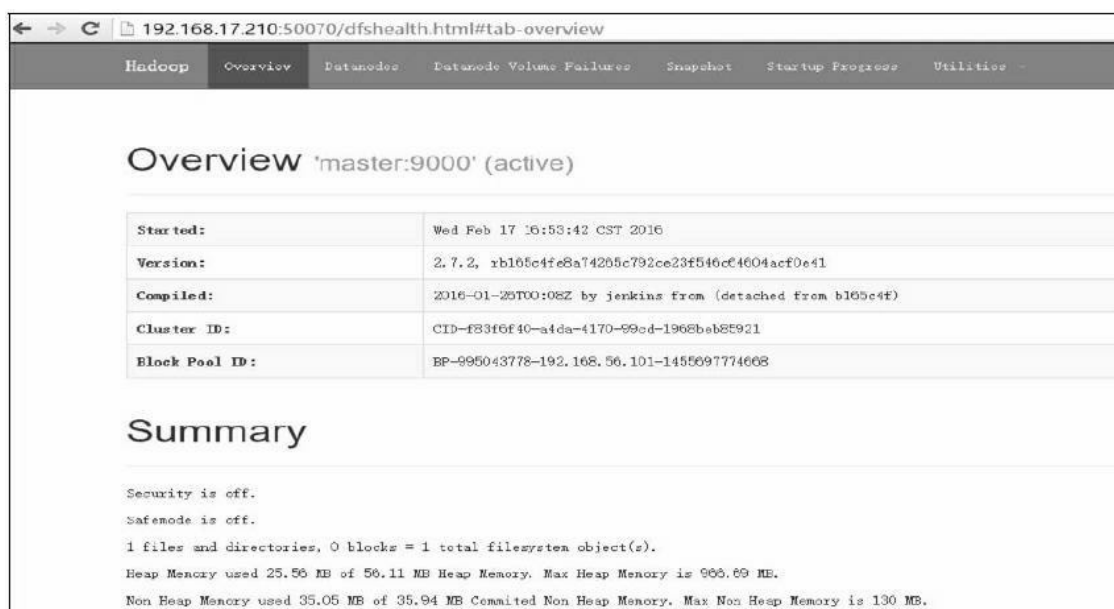 192.168.17.210:50070/dfshealth.html#tab-overview
Hadoop Overview Datanodes Datanode Volume Failures Snapshot Startup Progress Utilities
Overview 'master:9000' (active)
Started: Wed Feb 17 16:53:42 CST 2016
Version: 2.7.2, rb165c4fe8a74265c792ce23f546c64604acf0e41
Compiled: 2016-01-26T00:08Z by jenkins from (detached from b165c4f)
Cluster ID: CID-f83f6f40-a4da-4170-99cd-1968beb85921
Block Pool ID: BP-995043778-192.168.56.101-1455697774668
Summary
Security is off.
Safemode is off.
1 files and directories, 0 blocks = 1 total filesystem object(s).
Heap Memory used 25.56 MB of 56.11 MB Heap Memory. Max Heap Memory is 966.69 MB.
Non Heap Memory used 35.05 MB of 35.94 MB Commited Non Heap Memory. Max Non Heap Memory is 130 MB.